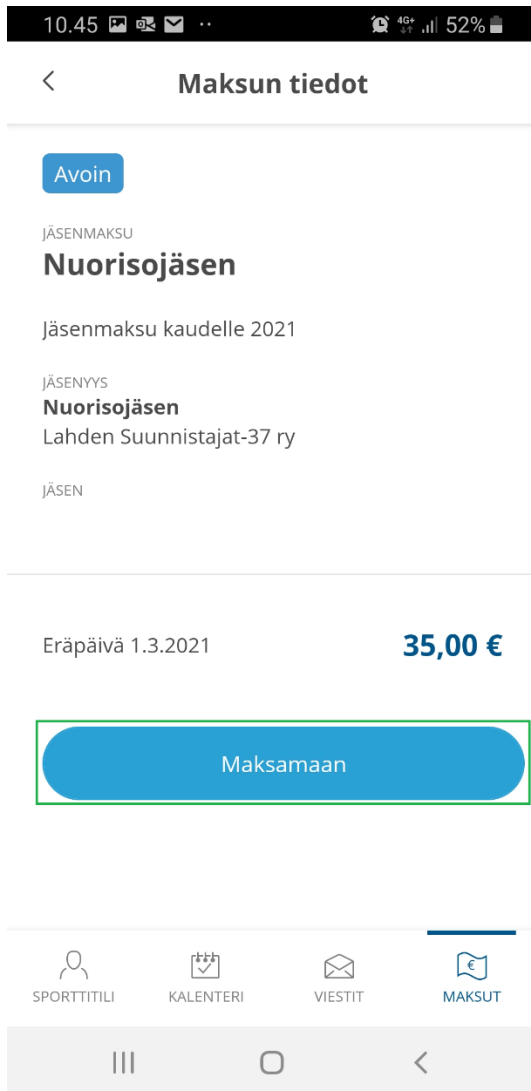 10.45 4G+ 52%
Maksun tiedot
Avoin
JÄSENMAKSU
Nuorisojäsen
Jäsenmaksu kaudelle 2021
JÄSENYYS
Nuorisojäsen
Lahden Suunnistajat-37 ry
JÄSEN
Eräpäivä 1.3.2021 35,00 €
Maksamaan
SPORTTITILI KALENTERI VIESTIT MAKSUT